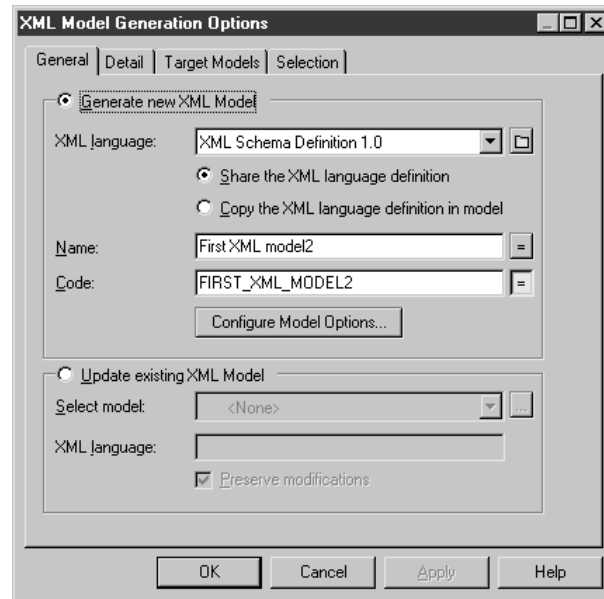 XML Model Generation Options
General Detail Target Models Selection
Generate new XML Model
XML language: XML Schema Definition 1.0
Share the XML language definition
Copy the XML language definition in model
Name: First XML model2 =
Code: FIRST_XML_MODEL2 =
Configure Model Options...
Update existing XML Model
Select model: <None> ...
XML language:
Preserve modifications
OK Cancel Apply Help